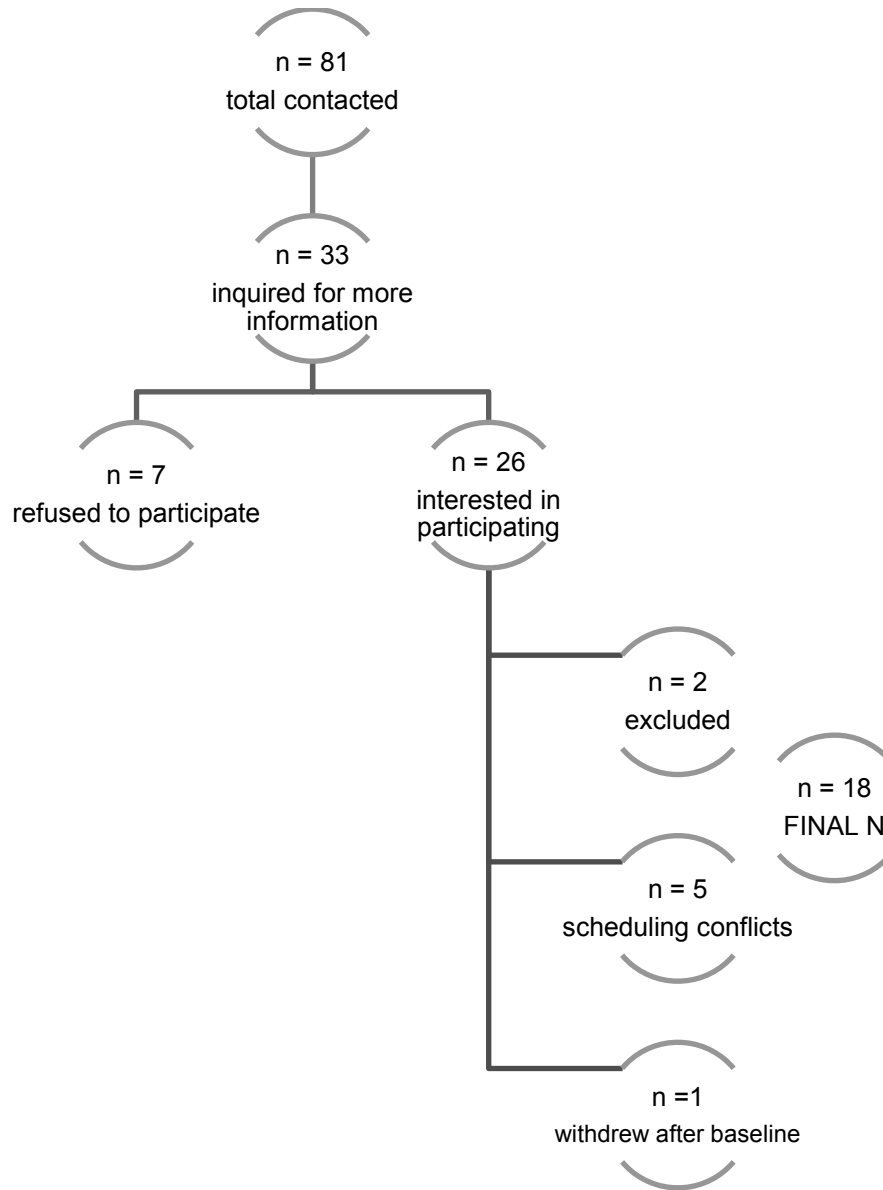 n = 81
total contacted
n = 33
inquired for more
information
n = 7
refused to participate
n = 26
interested in
participating
n = 2
excluded
n = 18
FINAL N
n = 5
scheduling conflicts
n =1
withdrew after baseline